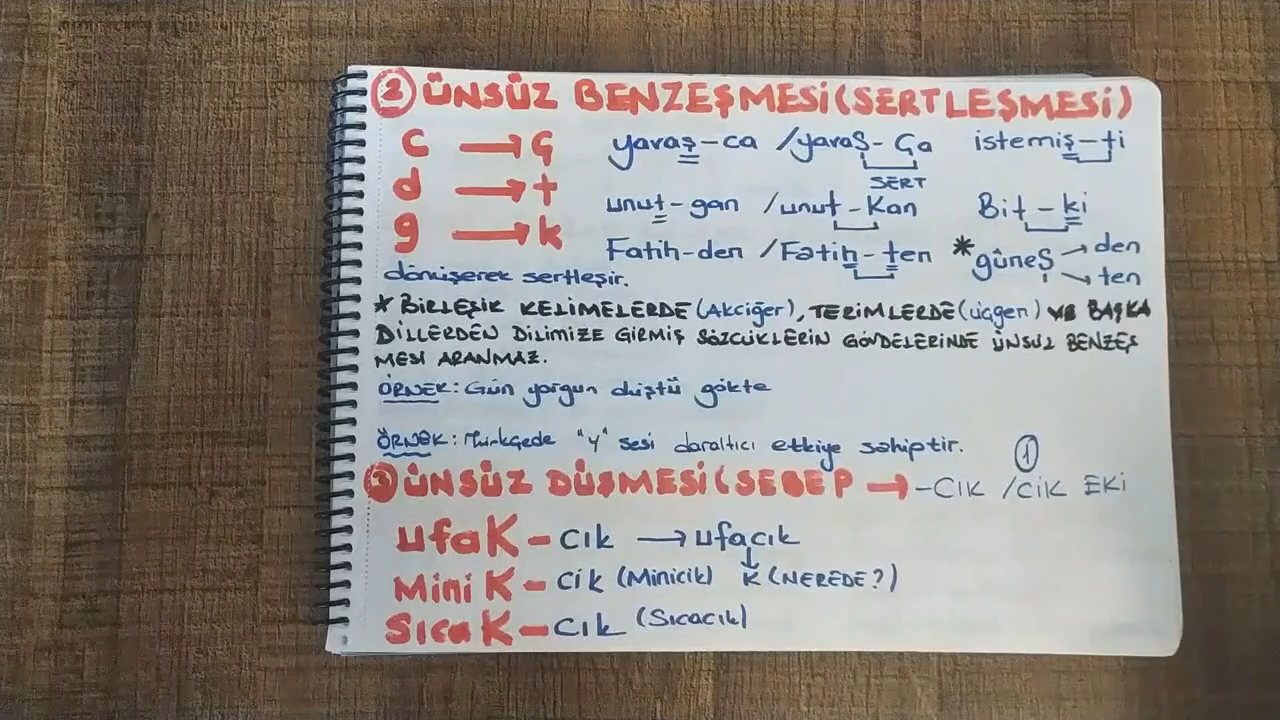 2 ÜNSÜZ BENZEŞMESİ (SERTLEŞMESİ)
C → Ç yavaş-ca / yavaş-Ça istemiş-ti
SERT
d → t unut-gan / unut-Kan Bit-ki
g → k Fatih-den / Fatih-ten * güneş → den
→ ten
dönüşerek sertleşir.
* BİRLEŞİK KELİMELERDE (Akciğer), TERİMLERDE (üçgen) VE BAŞKA
DİLLERDEN DİLİMİZE GİRMİŞ SÖZCÜKLERİN GÖVDELERİNDE ÜNSÜZ BENZEŞ
MESİ ARANMAZ.
ÖRNEK: Gün yorgun düştü gökte
ÖRNEK: Türkçede "y" sesi daraltıcı etkiye sahiptir.
1
3 ÜNSÜZ DÜŞMESİ (SEBEP → -CIK / CİK EKİ
ufaK - cık → ufacık
MiniK - cik (Minicik) K (NEREDE?)
SıcaK - cık (Sıcacık)